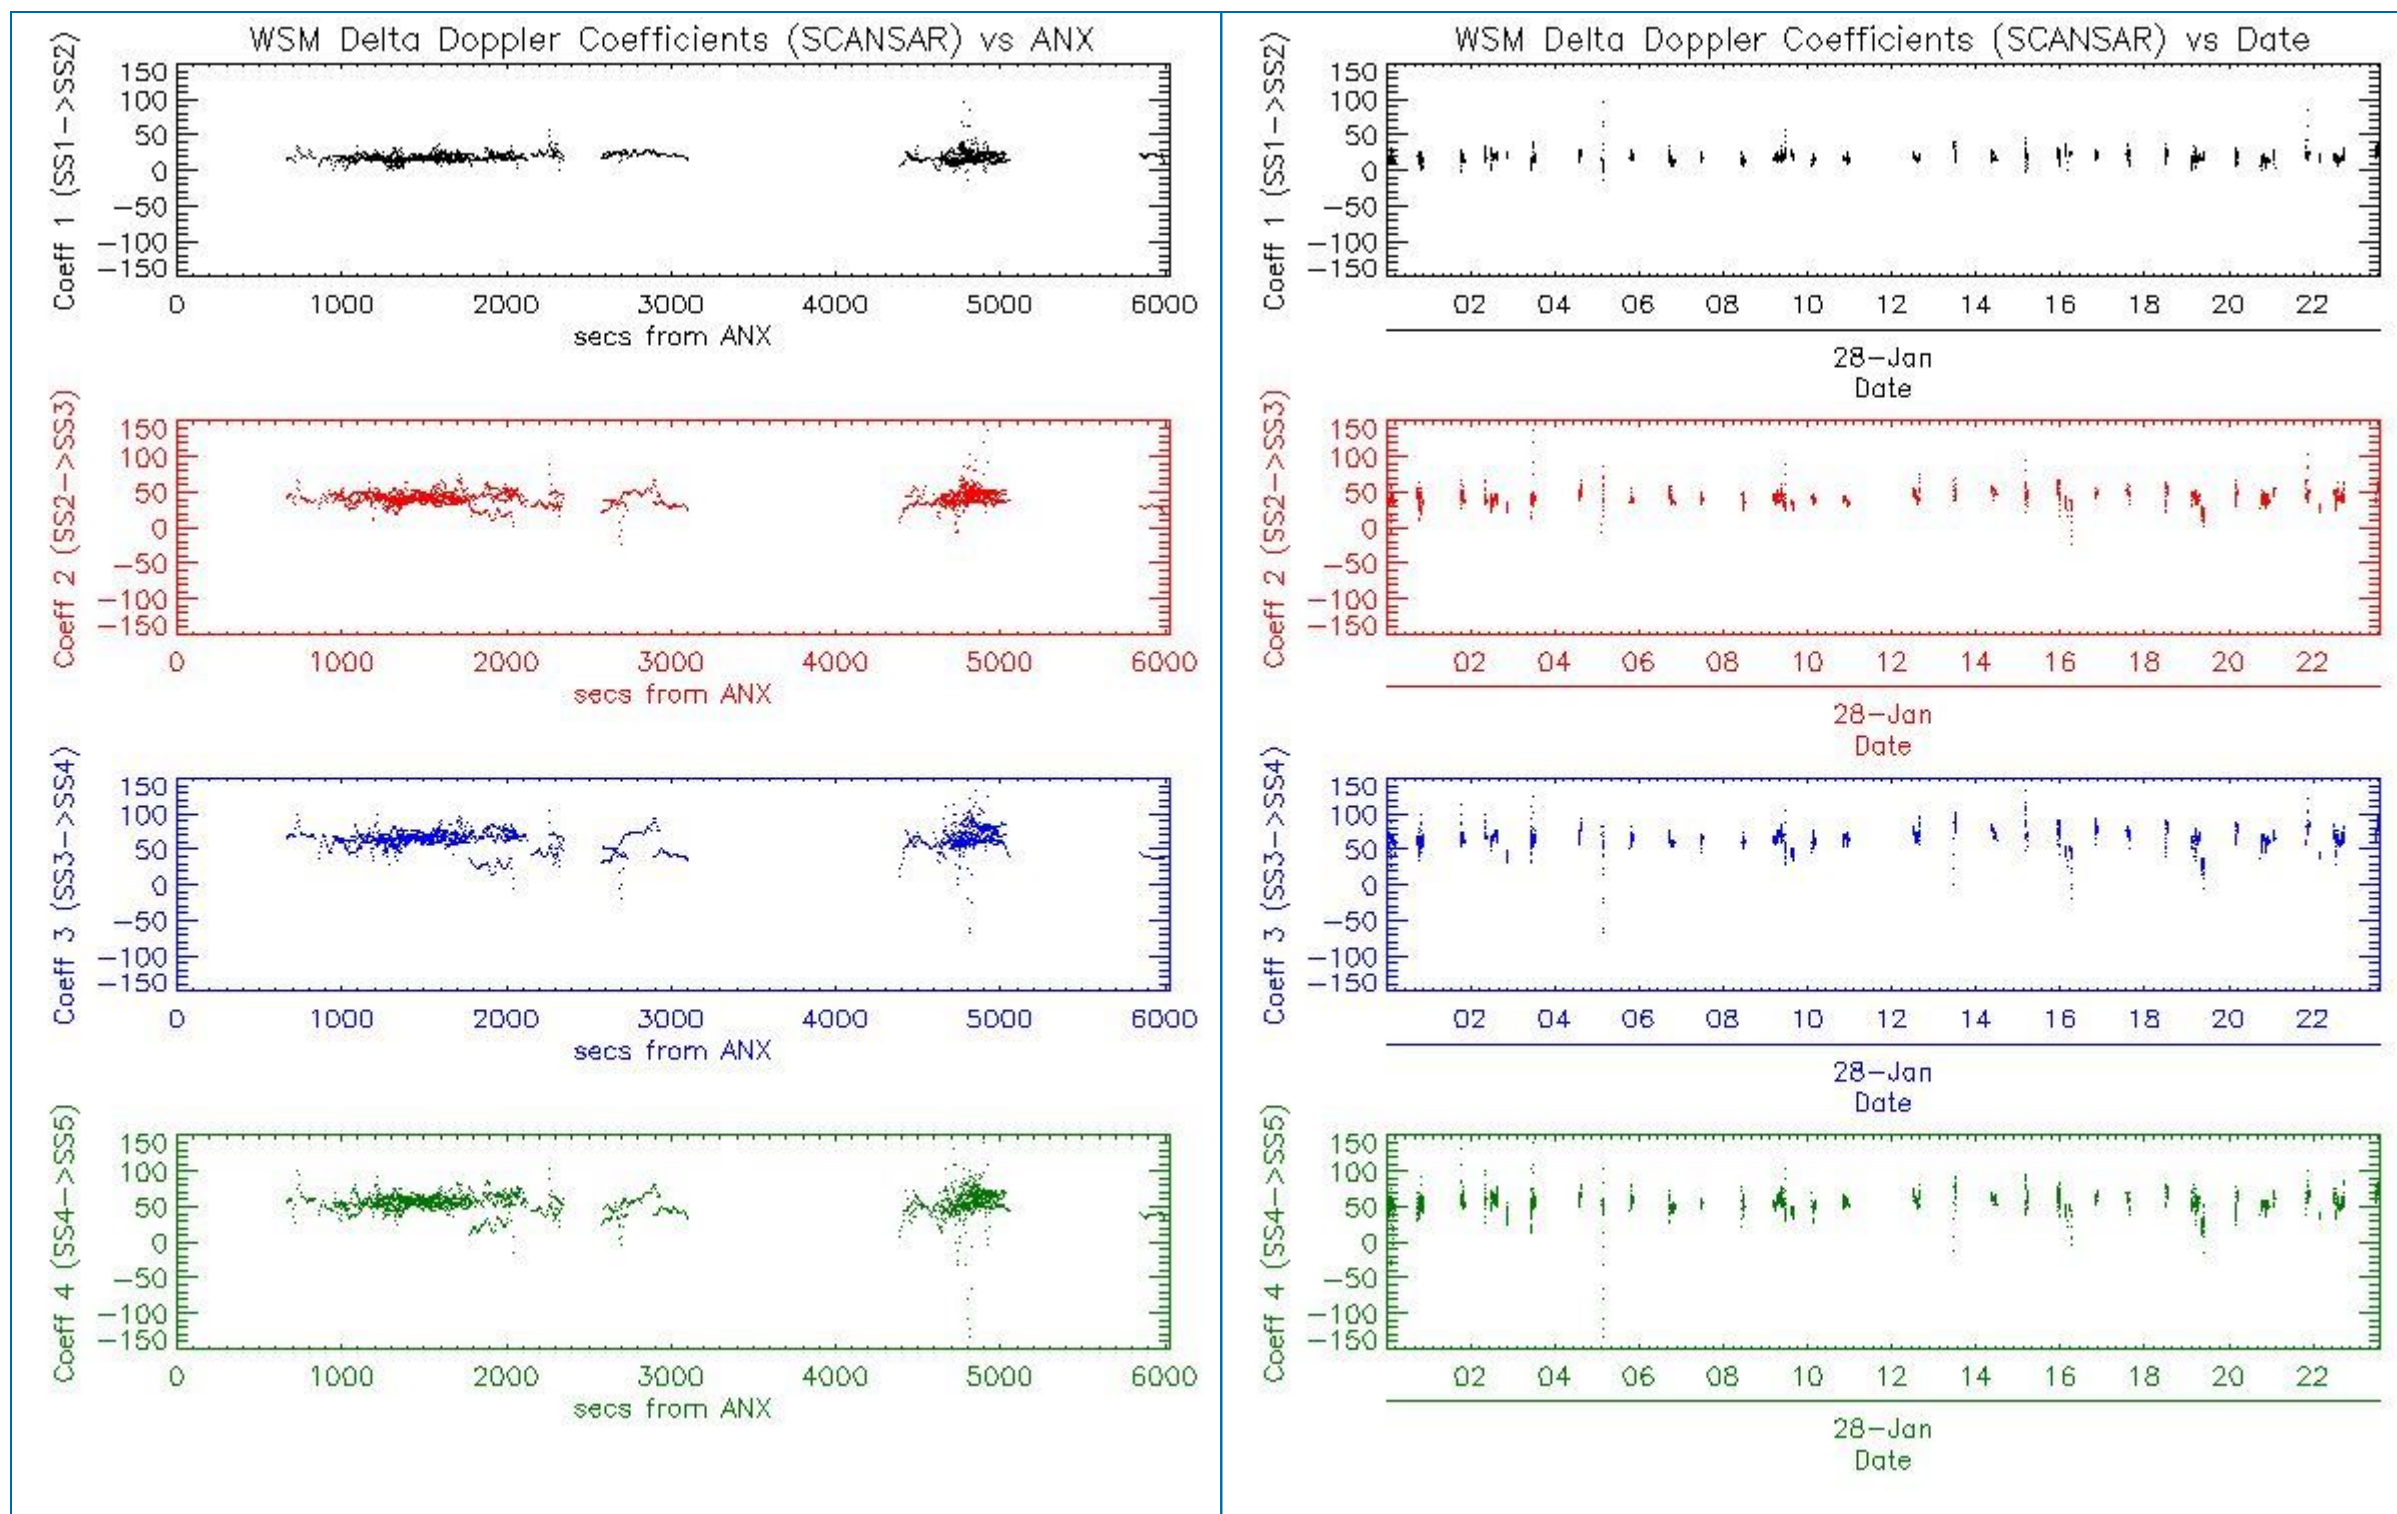 WSM Delta Doppler Coefficients (SCANSAR) vs ANX
Coeff 1 (SS1->SS2)
150
100
50
0
-50
-100
-150
0 1000 2000 3000 4000 5000 6000
secs from ANX
Coeff 2 (SS2->SS3)
150
100
50
0
-50
-100
-150
0 1000 2000 3000 4000 5000 6000
secs from ANX
Coeff 3 (SS3->SS4)
150
100
50
0
-50
-100
-150
0 1000 2000 3000 4000 5000 6000
secs from ANX
Coeff 4 (SS4->SS5)
150
100
50
0
-50
-100
-150
0 1000 2000 3000 4000 5000 6000
secs from ANX
WSM Delta Doppler Coefficients (SCANSAR) vs Date
Coeff 1 (SS1->SS2)
150
100
50
0
-50
-100
-150
02 04 06 08 10 12 14 16 18 20 22
28-Jan
Date
Coeff 2 (SS2->SS3)
150
100
50
0
-50
-100
-150
02 04 06 08 10 12 14 16 18 20 22
28-Jan
Date
Coeff 3 (SS3->SS4)
150
100
50
0
-50
-100
-150
02 04 06 08 10 12 14 16 18 20 22
28-Jan
Date
Coeff 4 (SS4->SS5)
150
100
50
0
-50
-100
-150
02 04 06 08 10 12 14 16 18 20 22
28-Jan
Date